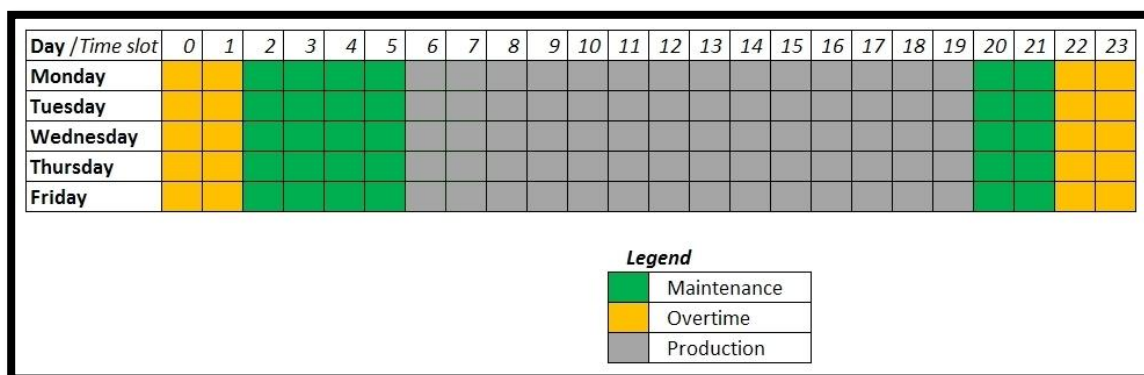 Day /Time slot 0 1 2 3 4 5 6 7 8 9 10 11 12 13 14 15 16 17 18 19 20 21 22 23
Monday
Tuesday
Wednesday
Thursday
Friday
Legend
Maintenance
Overtime
Production